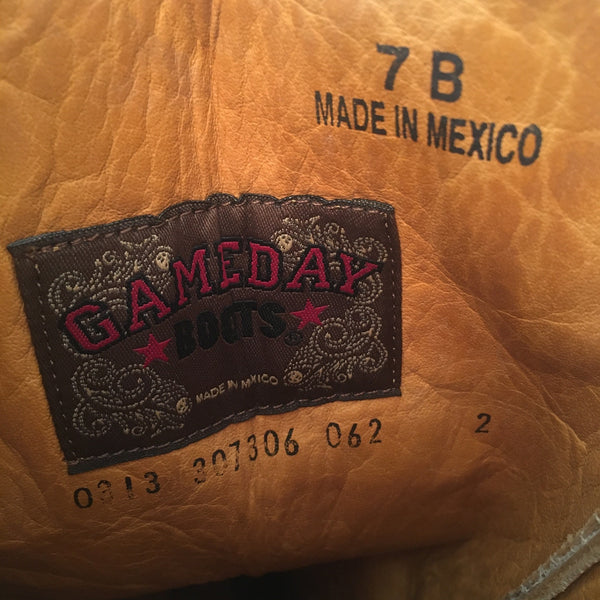 7 B
MADE IN MEXICO
GAMEDAY
BOOTS®
MADE IN MEXICO
0313 307306 062 2